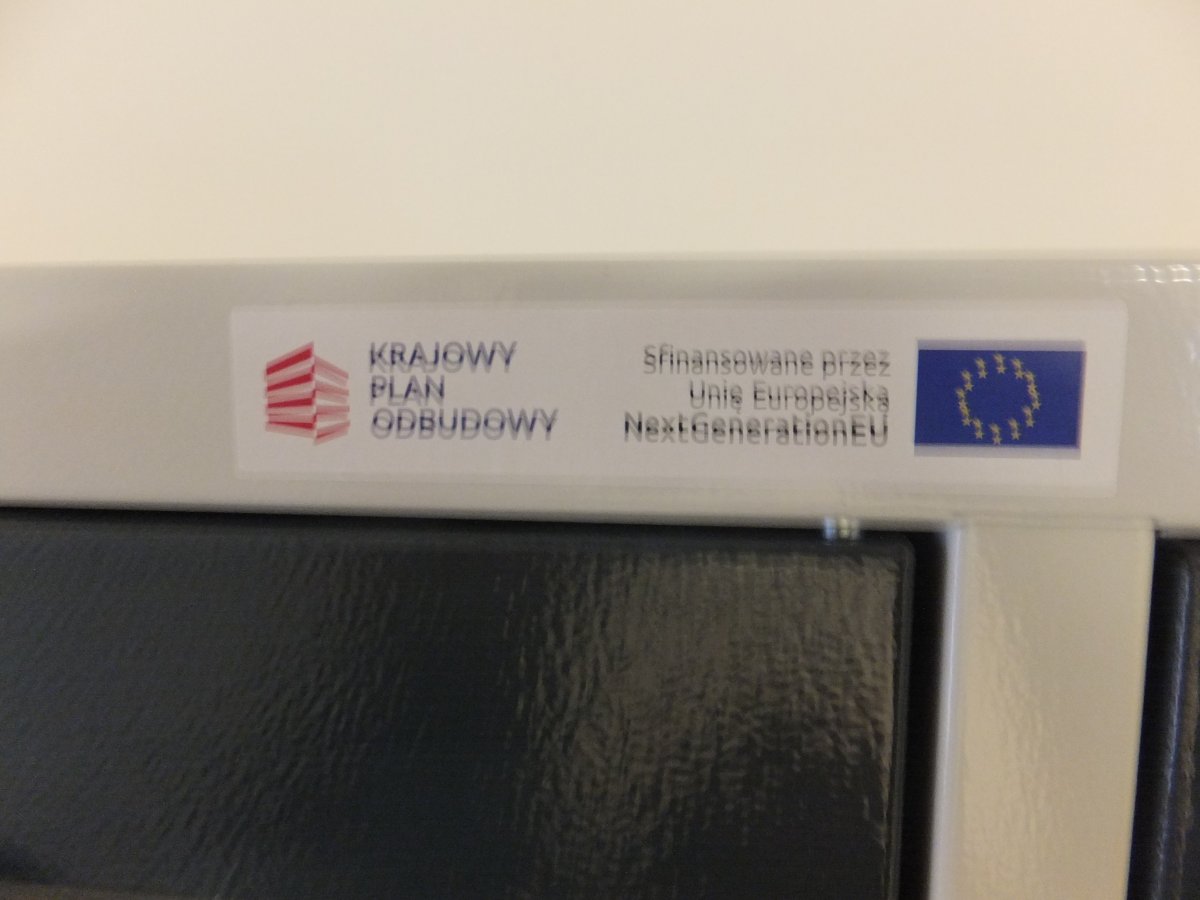 KRAJOWY
PLAN
ODBUDOWY
Sfinansowane przez
Unię Europejską
NextGenerationEU